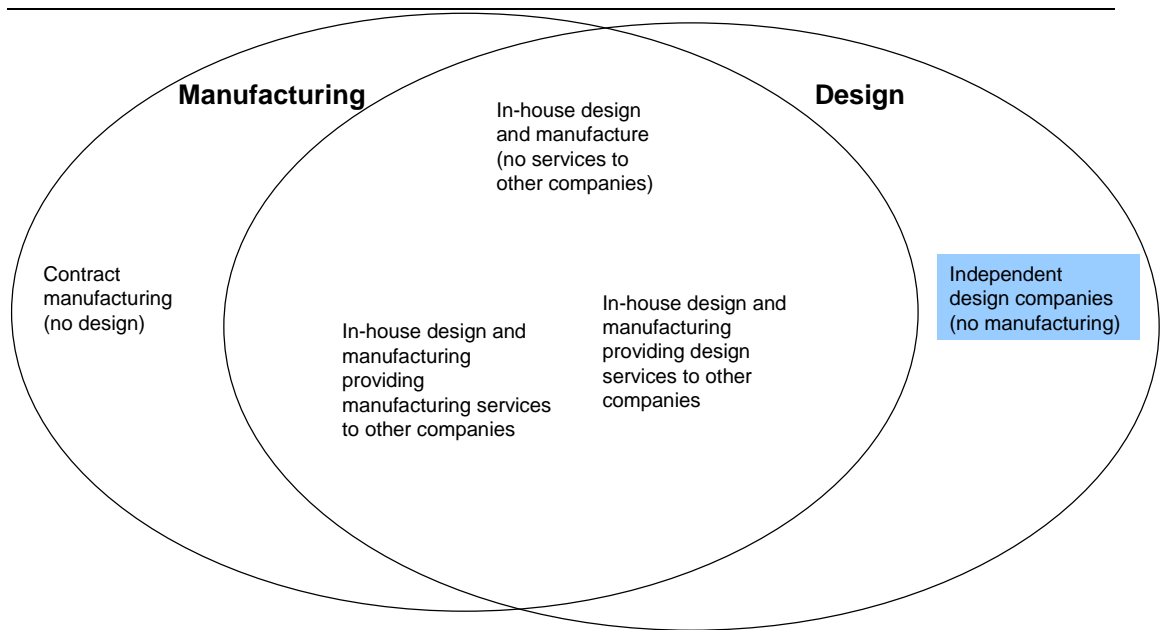 Manufacturing
Design
In-house design
and manufacture
(no services to
other companies)
Contract
manufacturing
(no design)
In-house design and
manufacturing
providing
manufacturing services
to other companies
In-house design and
manufacturing
providing design
services to other
companies
Independent
design companies
(no manufacturing)